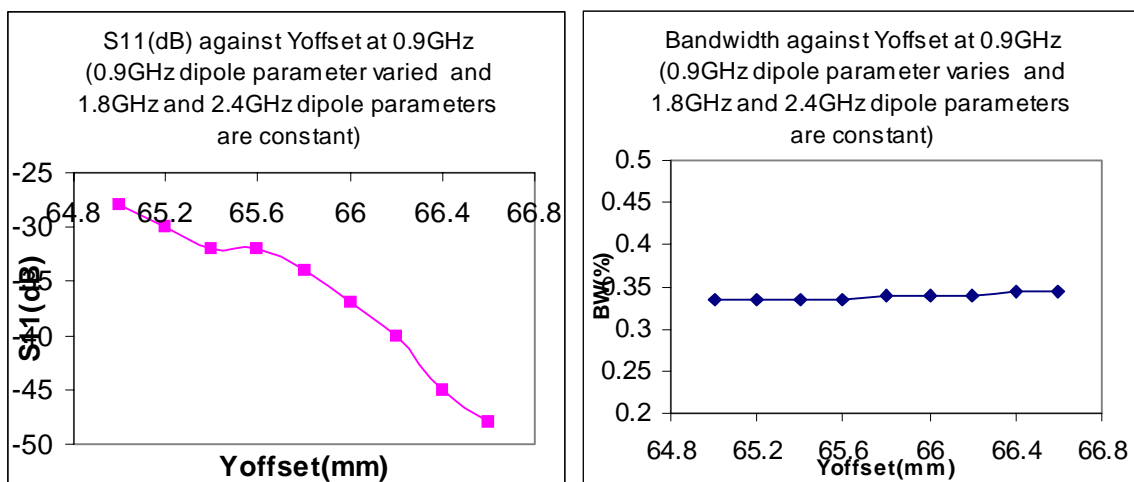 S11(dB) against Yoffset at 0.9GHz
(0.9GHz dipole parameter varied and
1.8GHz and 2.4GHz dipole parameters
are constant)
-25
-30
-35
-40
-45
-50
64.8 65.2 65.6 66 66.4 66.8
S11(dB)
Yoffset(mm)
Bandwidth against Yoffset at 0.9GHz
(0.9GHz dipole parameter varies and
1.8GHz and 2.4GHz dipole parameters
are constant)
0.5
0.45
0.4
0.35
0.3
0.25
0.2
BW(%)
64.8 65.2 65.6 66 66.4 66.8
Yoffset(mm)